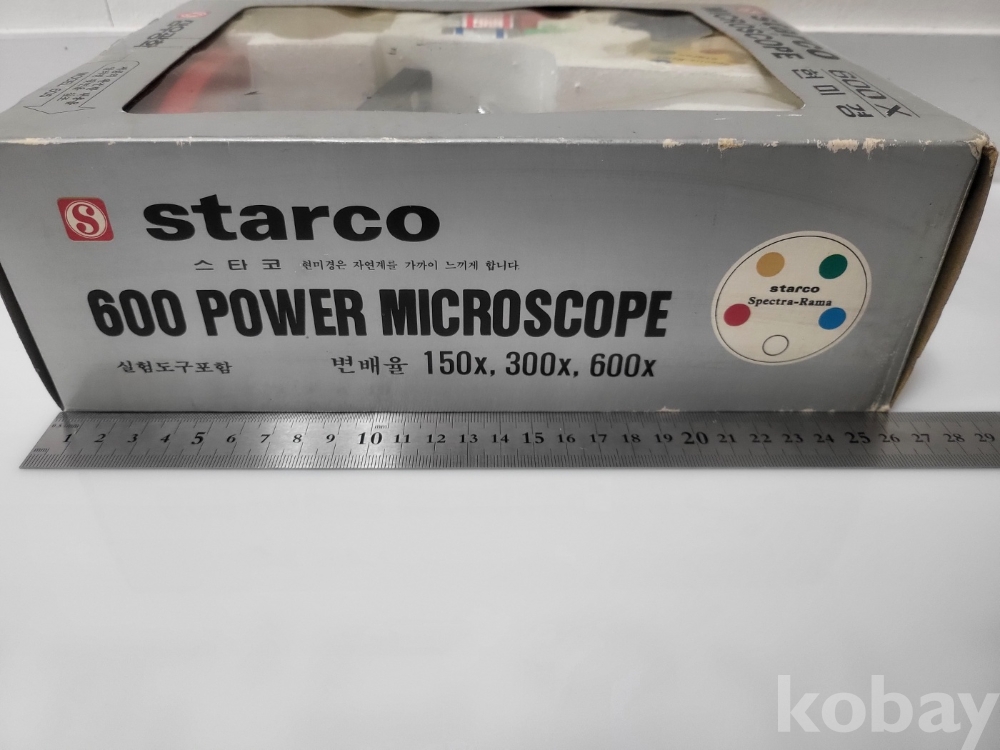 MICROSCOPE
600X
현미경
S
starco
스타코 현미경은 자연계를 가까이 느끼게 합니다.
600 POWER MICROSCOPE
실험도구포함 변배율 150x, 300x, 600x
starco
Spectra-Rama
1 2 3 4 5 6 7 8 9 10 11 12 13 14 15 16 17 18 19 20 21 22 23 24 25 26 27 28 29
kobay